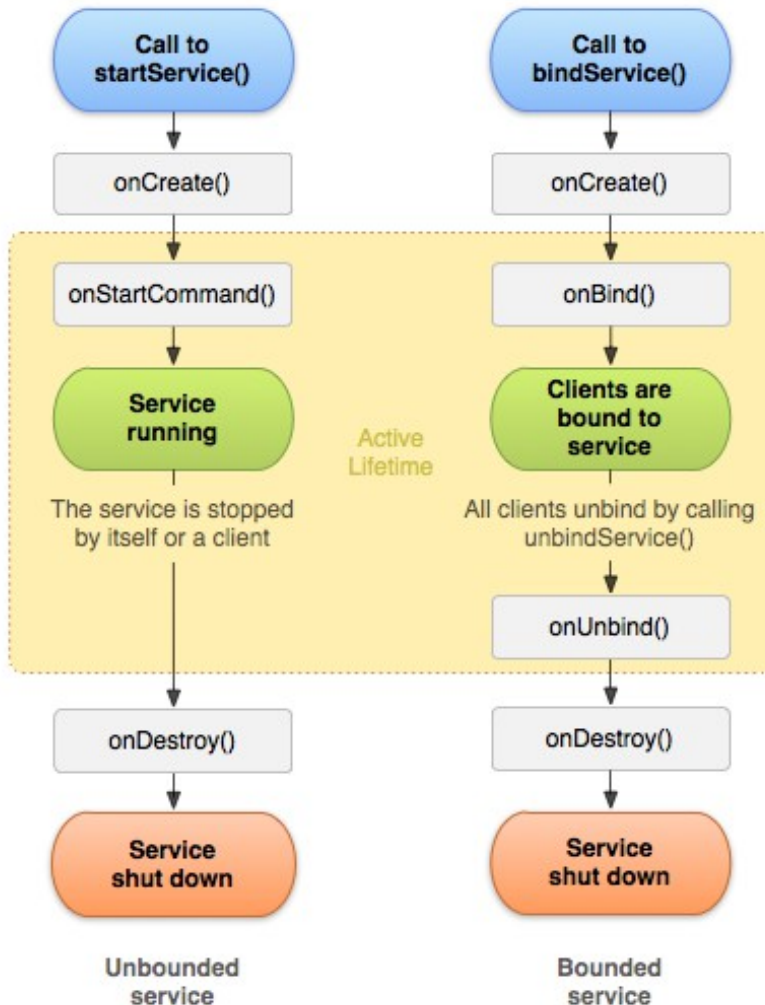 Call to
startService()
onCreate()
onStartCommand()
Service
running
The service is stopped
by itself or a client
onDestroy()
Service
shut down
Unbounded
service
Active
Lifetime
Call to
bindService()
onCreate()
onBind()
Clients are
bound to
service
All clients unbind by calling
unbindService()
onUnbind()
onDestroy()
Service
shut down
Bounded
service